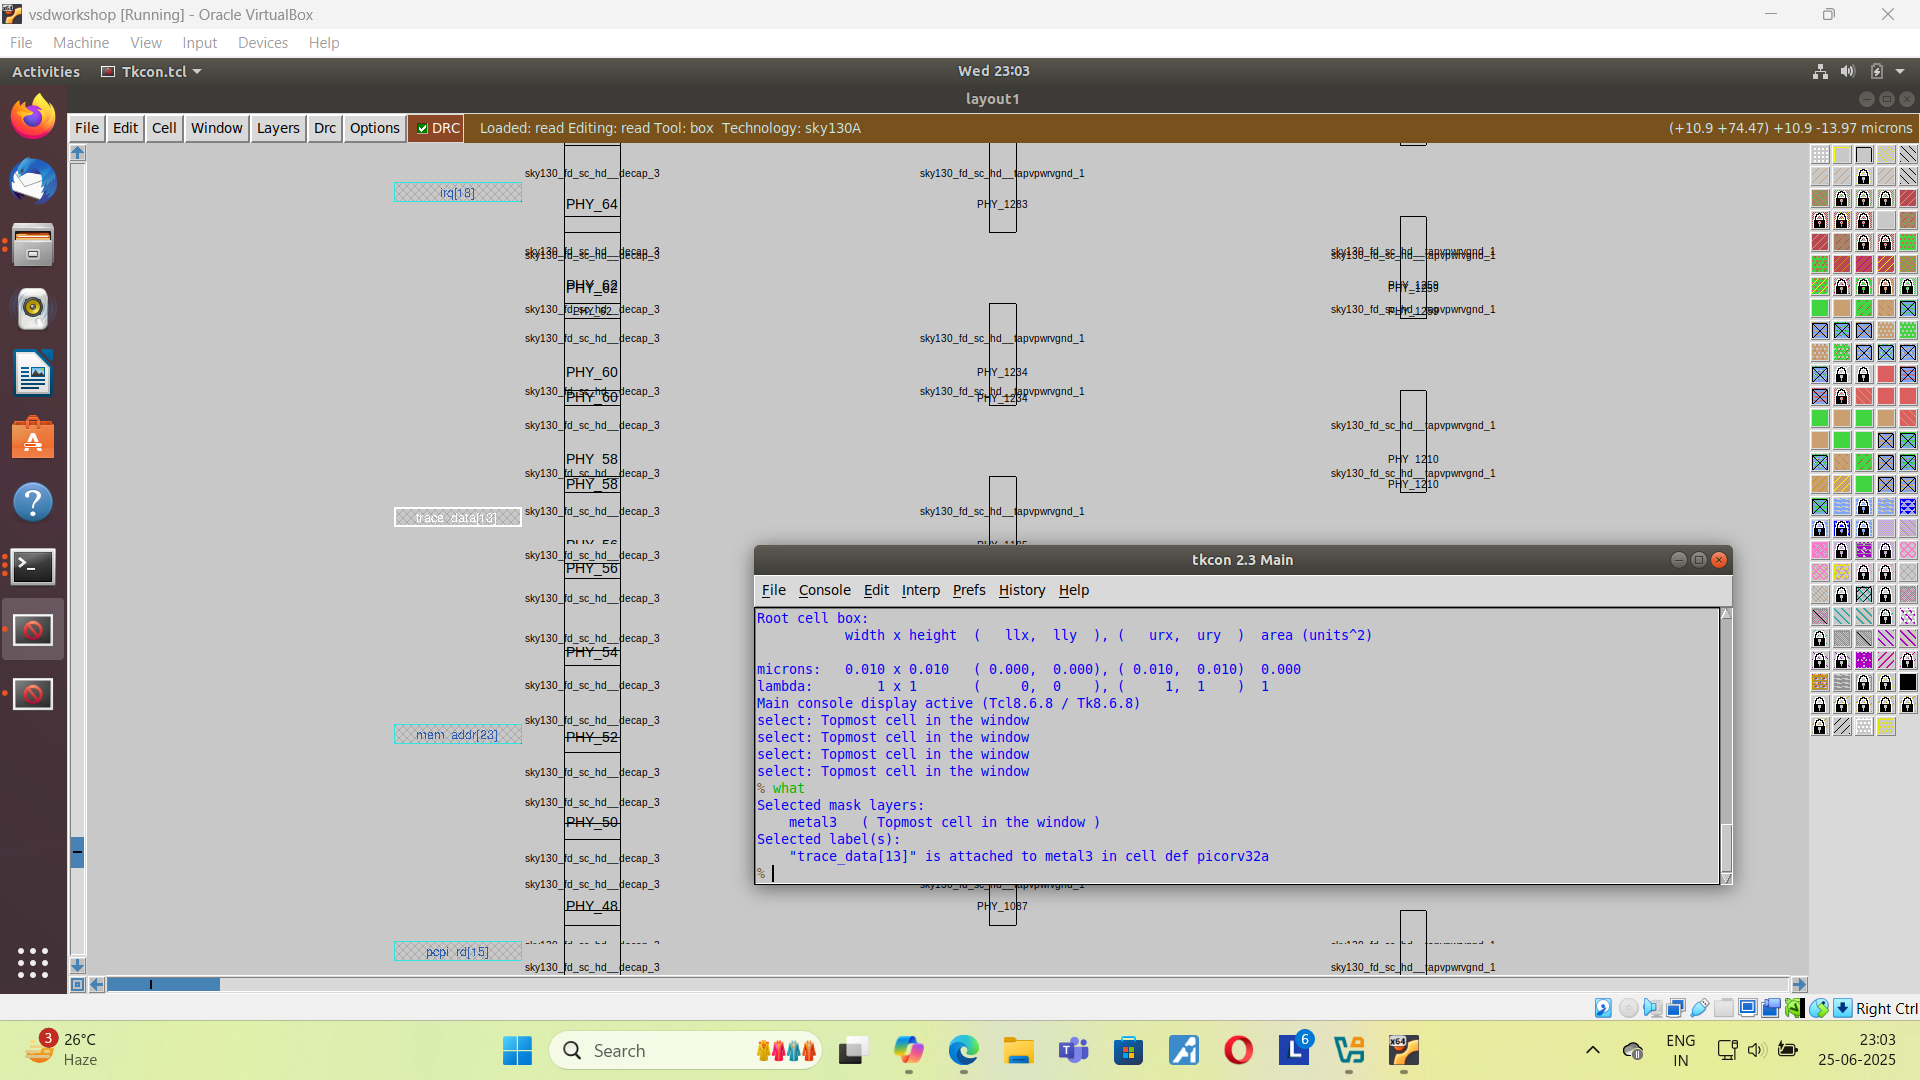 vsdworkshop [Running] - Oracle VirtualBox
File Machine View Input Devices Help
Activities Tkcon.tcl Wed 23:03
layout1
File Edit Cell Window Layers Drc Options DRC Loaded: read Editing: read Tool: box Technology: sky130A (+10.9 +74.47) +10.9 -13.97 microns
sky130_fd_sc_hd__decap_3 sky130_fd_sc_hd__tapvpwrvgnd_1
irq[18]
PHY_64 PHY_1283
sky130_fd_sc_hd__decap_3 sky130_fd_sc_hd__tapvpwrvgnd_1
sky130_fd_sc_hd__decap_3 sky130_fd_sc_hd__tapvpwrvgnd_1
PHY_62 PHY_1259
PHY_62 PHY_1259
sky130_fd_sc_hd__decap_3 sky130_fd_sc_hd__tapvpwrvgnd_1
PHY_62 PHY_1259
sky130_fd_sc_hd__decap_3 sky130_fd_sc_hd__tapvpwrvgnd_1
PHY_60 PHY_1234
sky130_fd_sc_hd__decap_3 sky130_fd_sc_hd__tapvpwrvgnd_1
PHY_60 PHY_1234
sky130_fd_sc_hd__decap_3 sky130_fd_sc_hd__tapvpwrvgnd_1
PHY_58 PHY_1210
sky130_fd_sc_hd__decap_3 sky130_fd_sc_hd__tapvpwrvgnd_1
PHY_58 PHY_1210
sky130_fd_sc_hd__decap_3 sky130_fd_sc_hd__tapvpwrvgnd_1
trace_data[13]
sky130_fd_sc_hd__decap_3
PHY_56
sky130_fd_sc_hd__decap_3
sky130_fd_sc_hd__decap_3
PHY_54
sky130_fd_sc_hd__decap_3
sky130_fd_sc_hd__decap_3
mem_addr[23]
PHY_52
sky130_fd_sc_hd__decap_3
sky130_fd_sc_hd__decap_3
PHY_50
sky130_fd_sc_hd__decap_3
sky130_fd_sc_hd__decap_3
PHY_48 PHY_1087
pcpi_rd[15]
sky130_fd_sc_hd__decap_3 sky130_fd_sc_hd__tapvpwrvgnd_1
tkcon 2.3 Main
File Console Edit Interp Prefs History Help
Root cell box:
width x height ( llx, lly ), ( urx, ury ) area (units^2)
microns: 0.010 x 0.010 ( 0.000, 0.000), ( 0.010, 0.010) 0.000
lambda: 1 x 1 ( 0, 0 ), ( 1, 1 ) 1
Main console display active (Tcl8.6.8 / Tk8.6.8)
select: Topmost cell in the window
select: Topmost cell in the window
select: Topmost cell in the window
select: Topmost cell in the window
% what
Selected mask layers:
metal3 ( Topmost cell in the window )
Selected label(s):
"trace_data[13]" is attached to metal3 in cell def picorv32a
%
Right Ctrl
3
26°C
Haze
Search
6
ENG
IN
23:03
25-06-2025